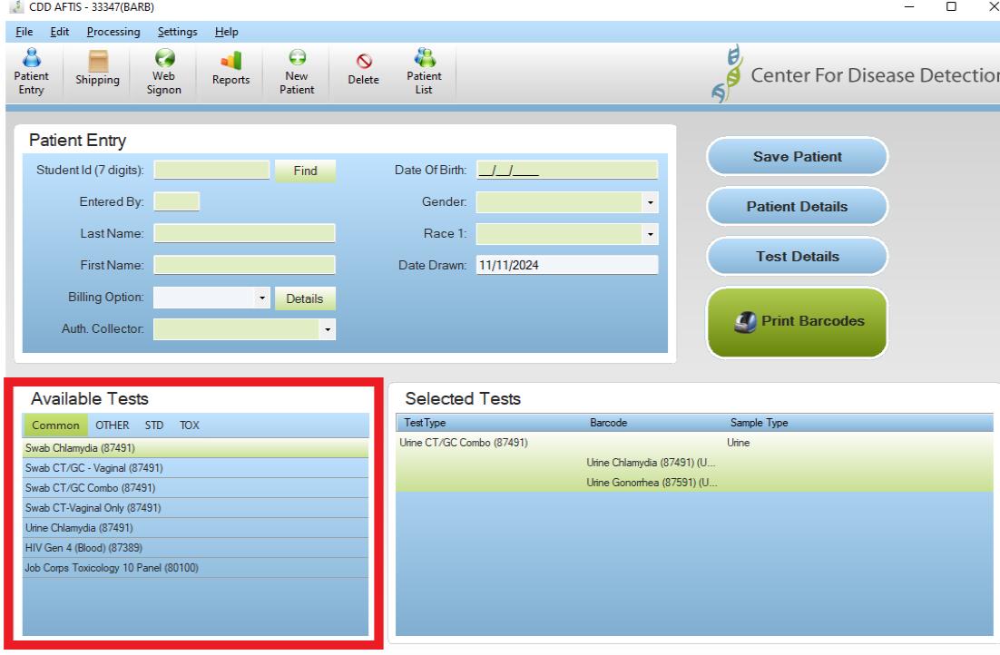 CDD AFTIS - 33347(BARB)
File Edit Processing Settings Help
Patient Entry
Shipping
Web Signon
Reports
New Patient
Delete
Patient List
Center For Disease Detection
Patient Entry
Student Id (7 digits): Find
Date Of Birth: __/__/____
Entered By:
Gender:
Last Name:
Race 1:
First Name:
Date Drawn: 11/11/2024
Billing Option: Details
Auth. Collector:
Save Patient
Patient Details
Test Details
Print Barcodes
Available Tests
Common OTHER STD TOX
Swab Chlamydia (87491)
Swab CT/GC - Vaginal (87491)
Swab CT/GC Combo (87491)
Swab CT-Vaginal Only (87491)
Urine Chlamydia (87491)
HIV Gen 4 (Blood) (87389)
Job Corps Toxicology 10 Panel (80100)
Selected Tests
TestType Barcode Sample Type
Urine CT/GC Combo (87491) Urine
Urine Chlamydia (87491) (U...
Urine Gonorrhea (87591) (U...